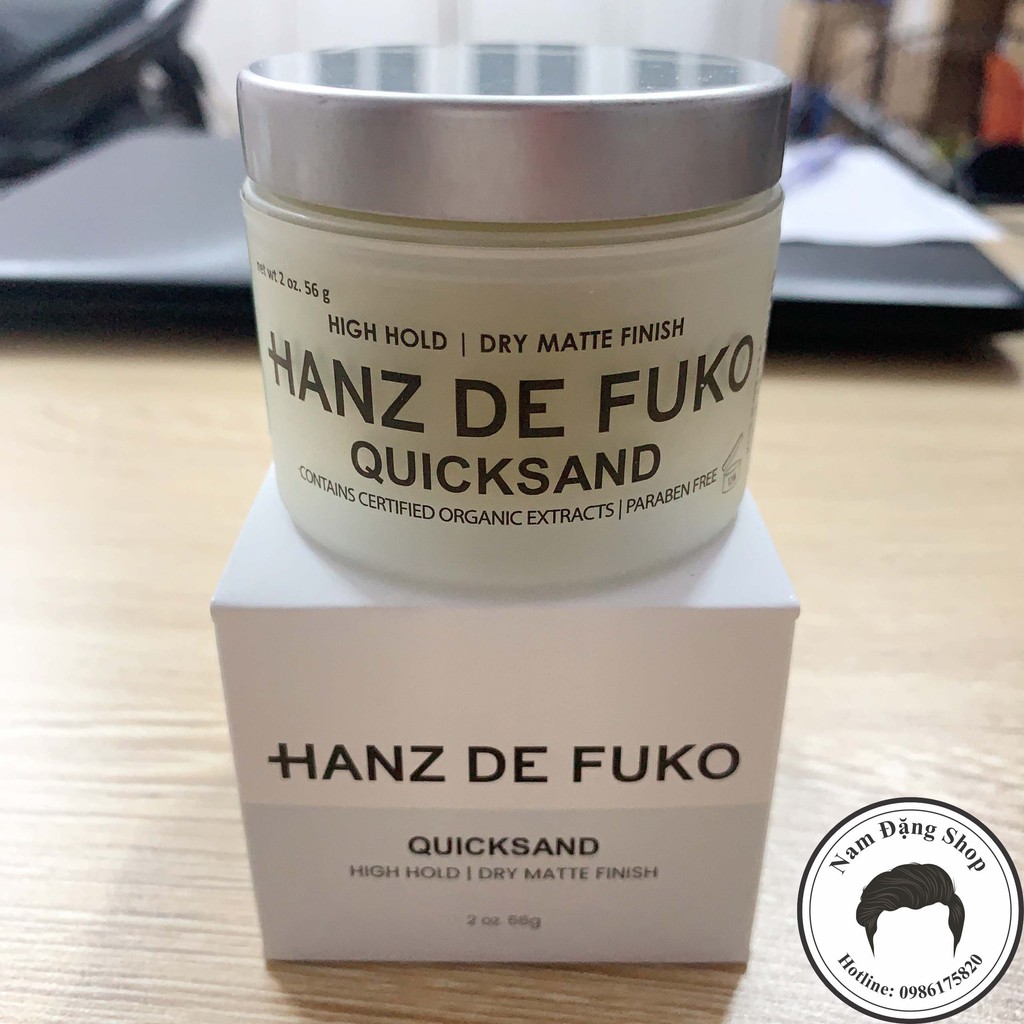 net wt 2 oz. 56 g
HIGH HOLD | DRY MATTE FINISH
HANZ DE FUKO
QUICKSAND
CONTAINS CERTIFIED ORGANIC EXTRACTS | PARABEN FREE
HANZ DE FUKO
QUICKSAND
HIGH HOLD | DRY MATTE FINISH
2 oz 56g
Nam Đặng Shop
Hotline: 0986175820